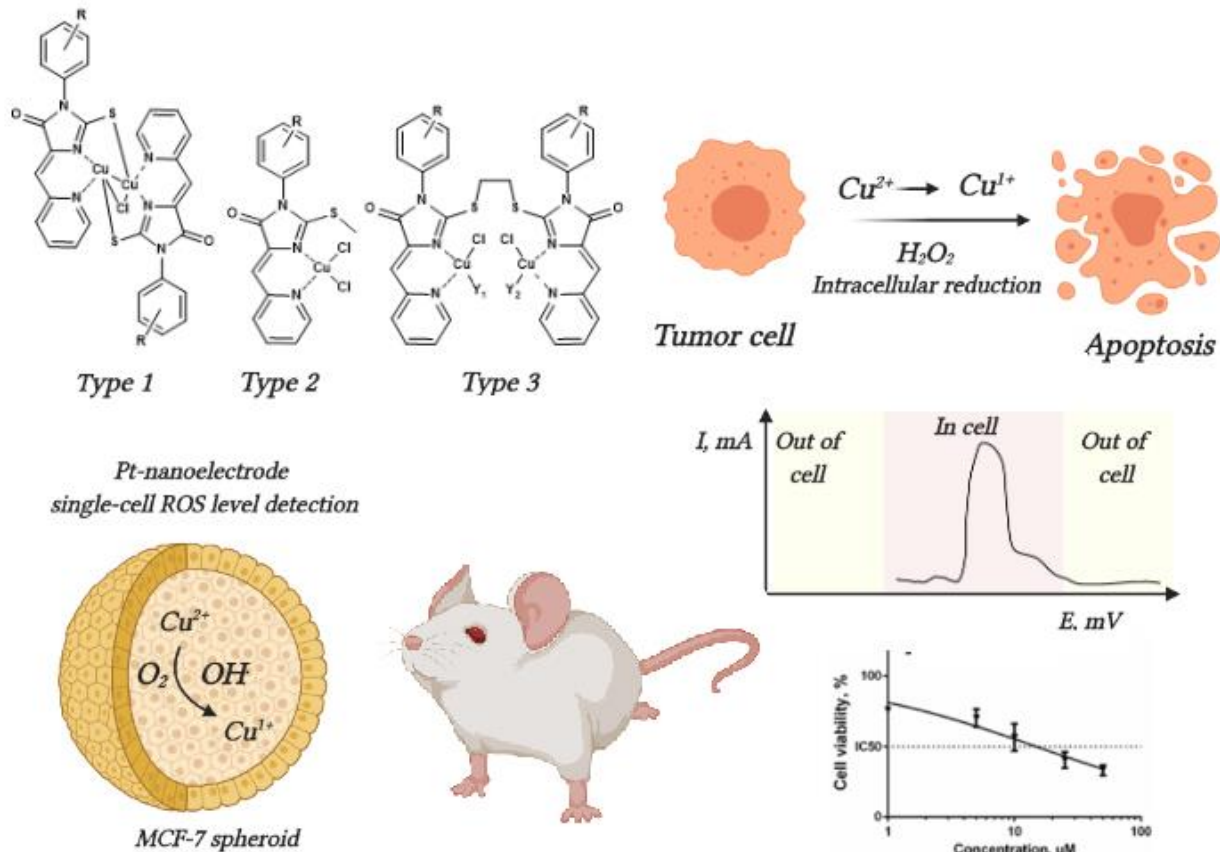 R
N
O
S
N
N
Cu
Cu
N
Cl
N
S
N
O
R
Type 1
R
N
O
S
N
Cl
Cu
N
Cl
Type 2
R
R
N
N
O
S
S
O
N
Cl
Cl
N
Cu
Cu
N
Y1
Y2
N
Type 3
Tumor cell
Cu2+ → Cu1+
H2O2
Intracellular reduction
Apoptosis
Pt-nanoelectrode
single-cell ROS level detection
Cu2+
O2
OH
Cu1+
MCF-7 spheroid
I, mA
Out of
cell
In cell
Out of
cell
E. mV
Cell viability, %
100
IC50
0
1
10
100
Concentration, uM